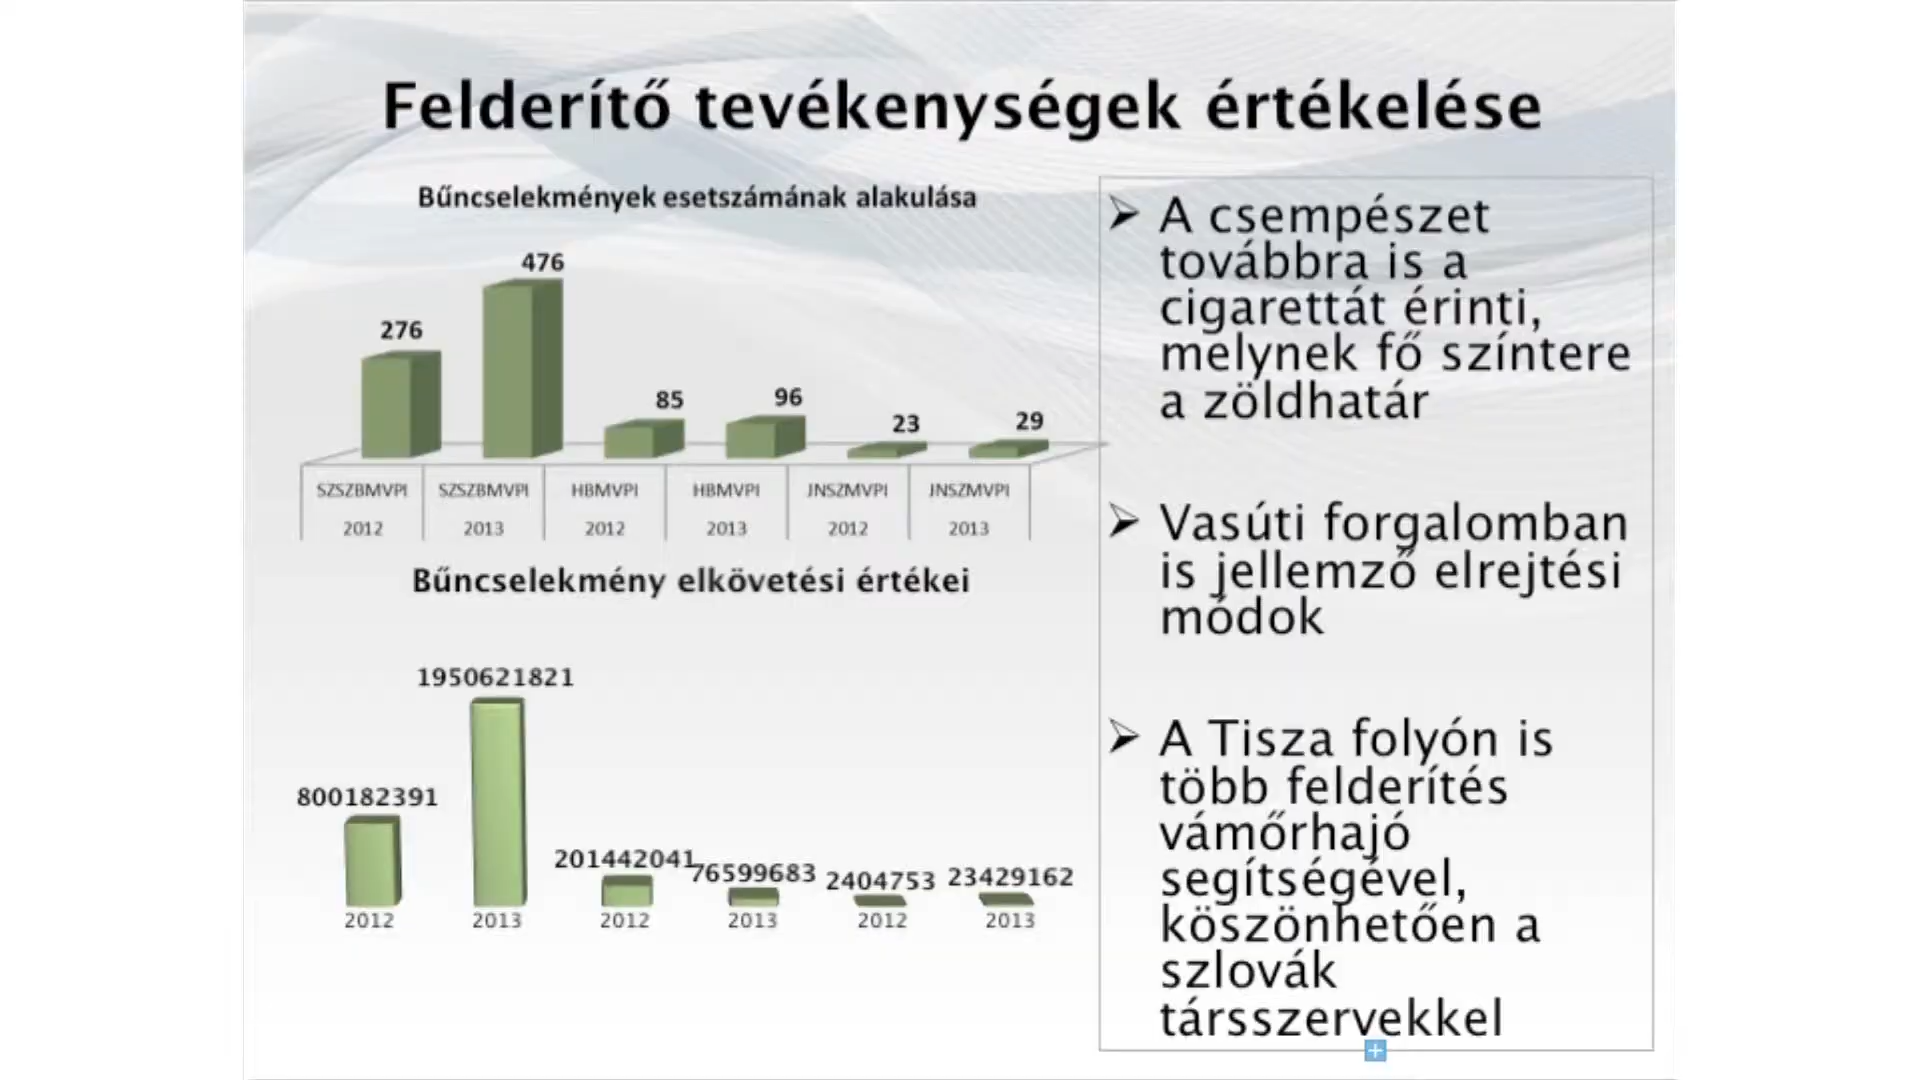 Felderítő tevékenységek értékelése
Bűncselekmények esetszámának alakulása
476
276
85
96
23
29
SZSZBMVPI SZSZBMVPI HBMVPI HBMVPI JNSZMVPI JNSZMVPI
2012 2013 2012 2013 2012 2013
Bűncselekmény elkövetési értékei
1950621821
800182391
201442041
76599683
2404753
23429162
2012 2013 2012 2013 2012 2013
A csempészet
továbbra is a
cigarettát érinti,
melynek fő színtere
a zöldhatár
Vasúti forgalomban
is jellemző elrejtési
módok
A Tisza folyón is
több felderítés
vámőrhajó
segítségével,
köszönhetően a
szlovák
társszervekkel